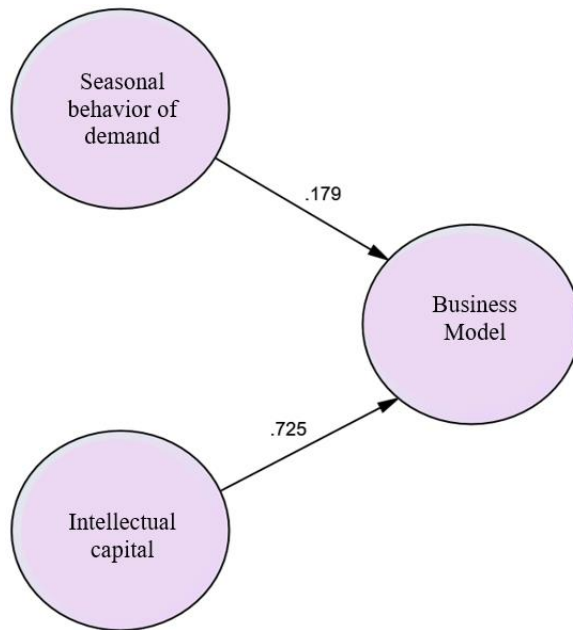 Seasonal
behavior of
demand
.179
Business
Model
.725
Intellectual
capital